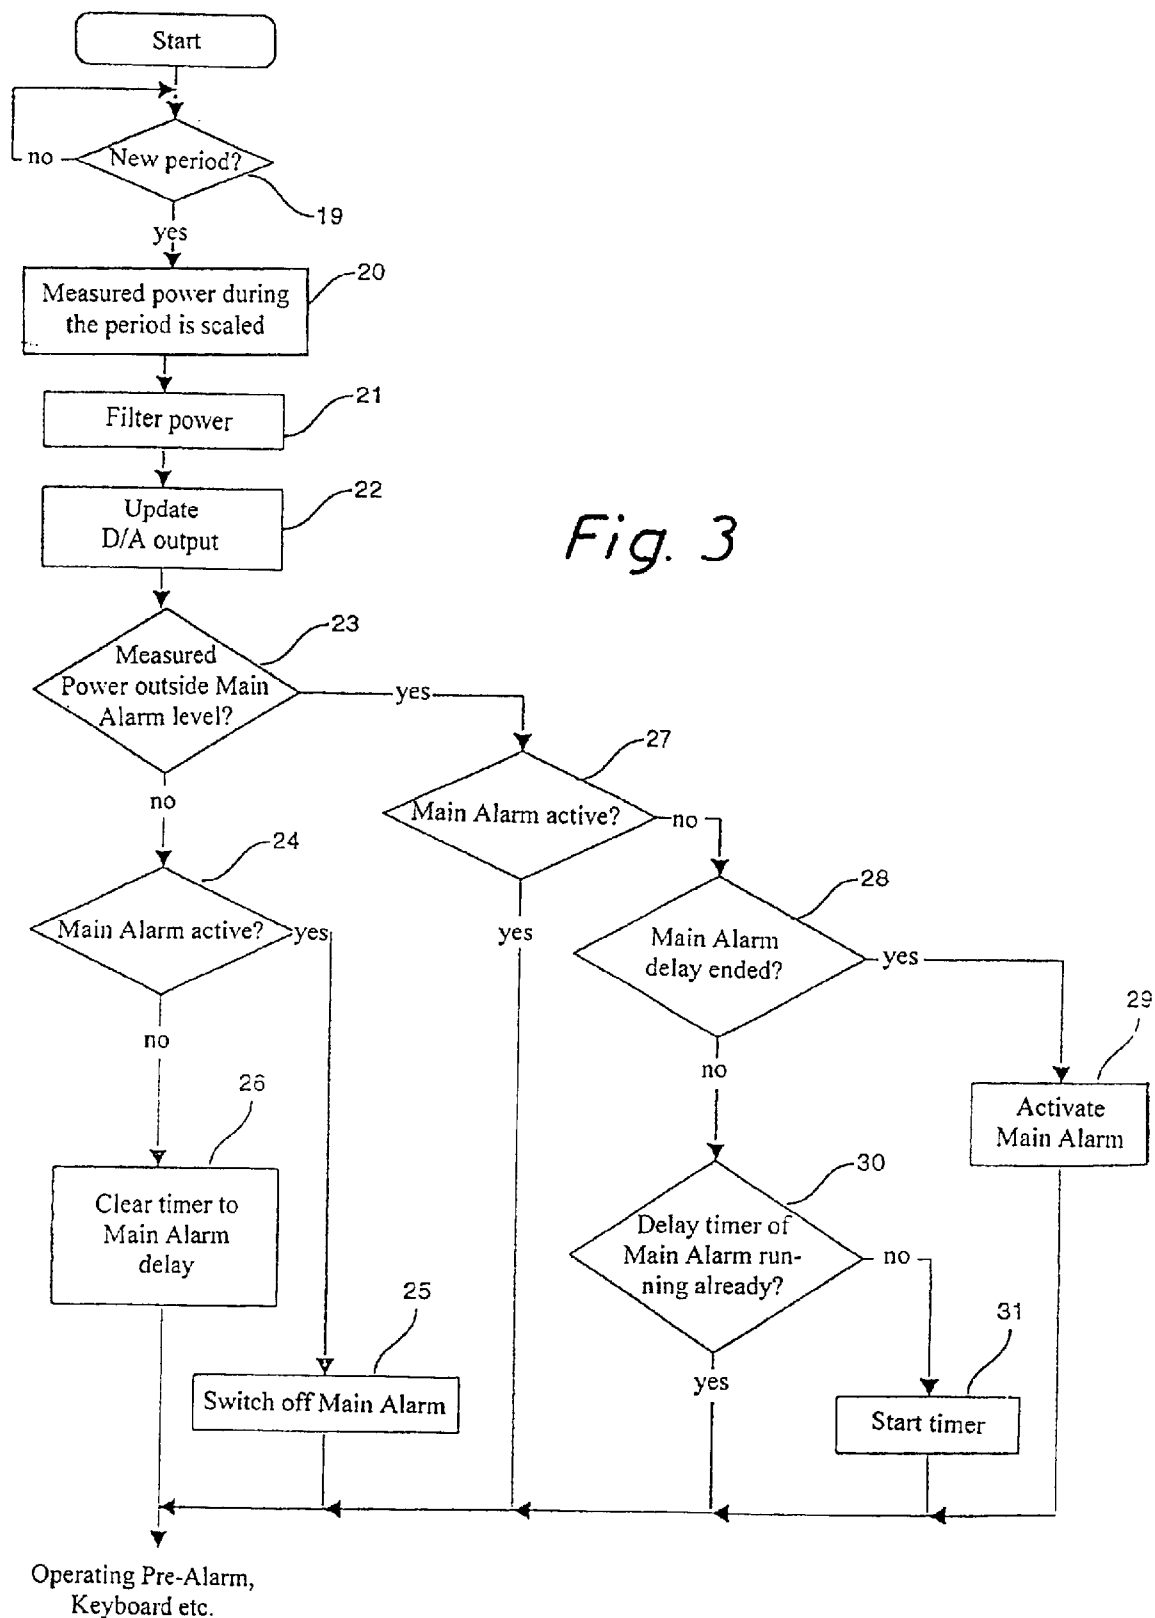 Start
no
New period?
19
yes
20
Measured power during
the period is scaled
21
Filter power
22
Update
D/A output
Fig. 3
23
Measured
Power outside Main
Alarm level?
yes
27
no
Main Alarm active?
no
24
28
Main Alarm active?
yes
yes
Main Alarm
delay ended?
yes
29
no
no
Activate
Main Alarm
26
30
Clear timer to
Main Alarm
delay
Delay timer of
Main Alarm run-
ning already?
no
25
31
yes
Switch off Main Alarm
Start timer
Operating Pre-Alarm,
Keyboard etc.